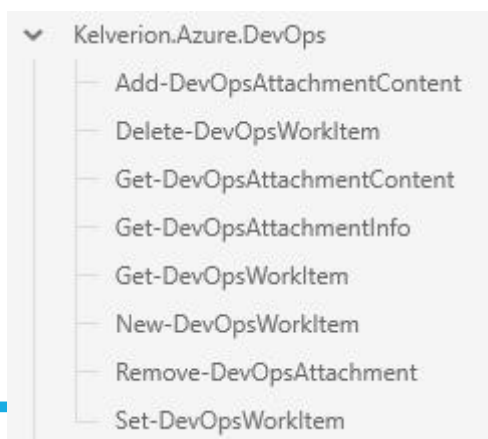 Kelverion.Azure.DevOps
Add-DevOpsAttachmentContent
Delete-DevOpsWorkItem
Get-DevOpsAttachmentContent
Get-DevOpsAttachmentInfo
Get-DevOpsWorkItem
New-DevOpsWorkItem
Remove-DevOpsAttachment
Set-DevOpsWorkItem